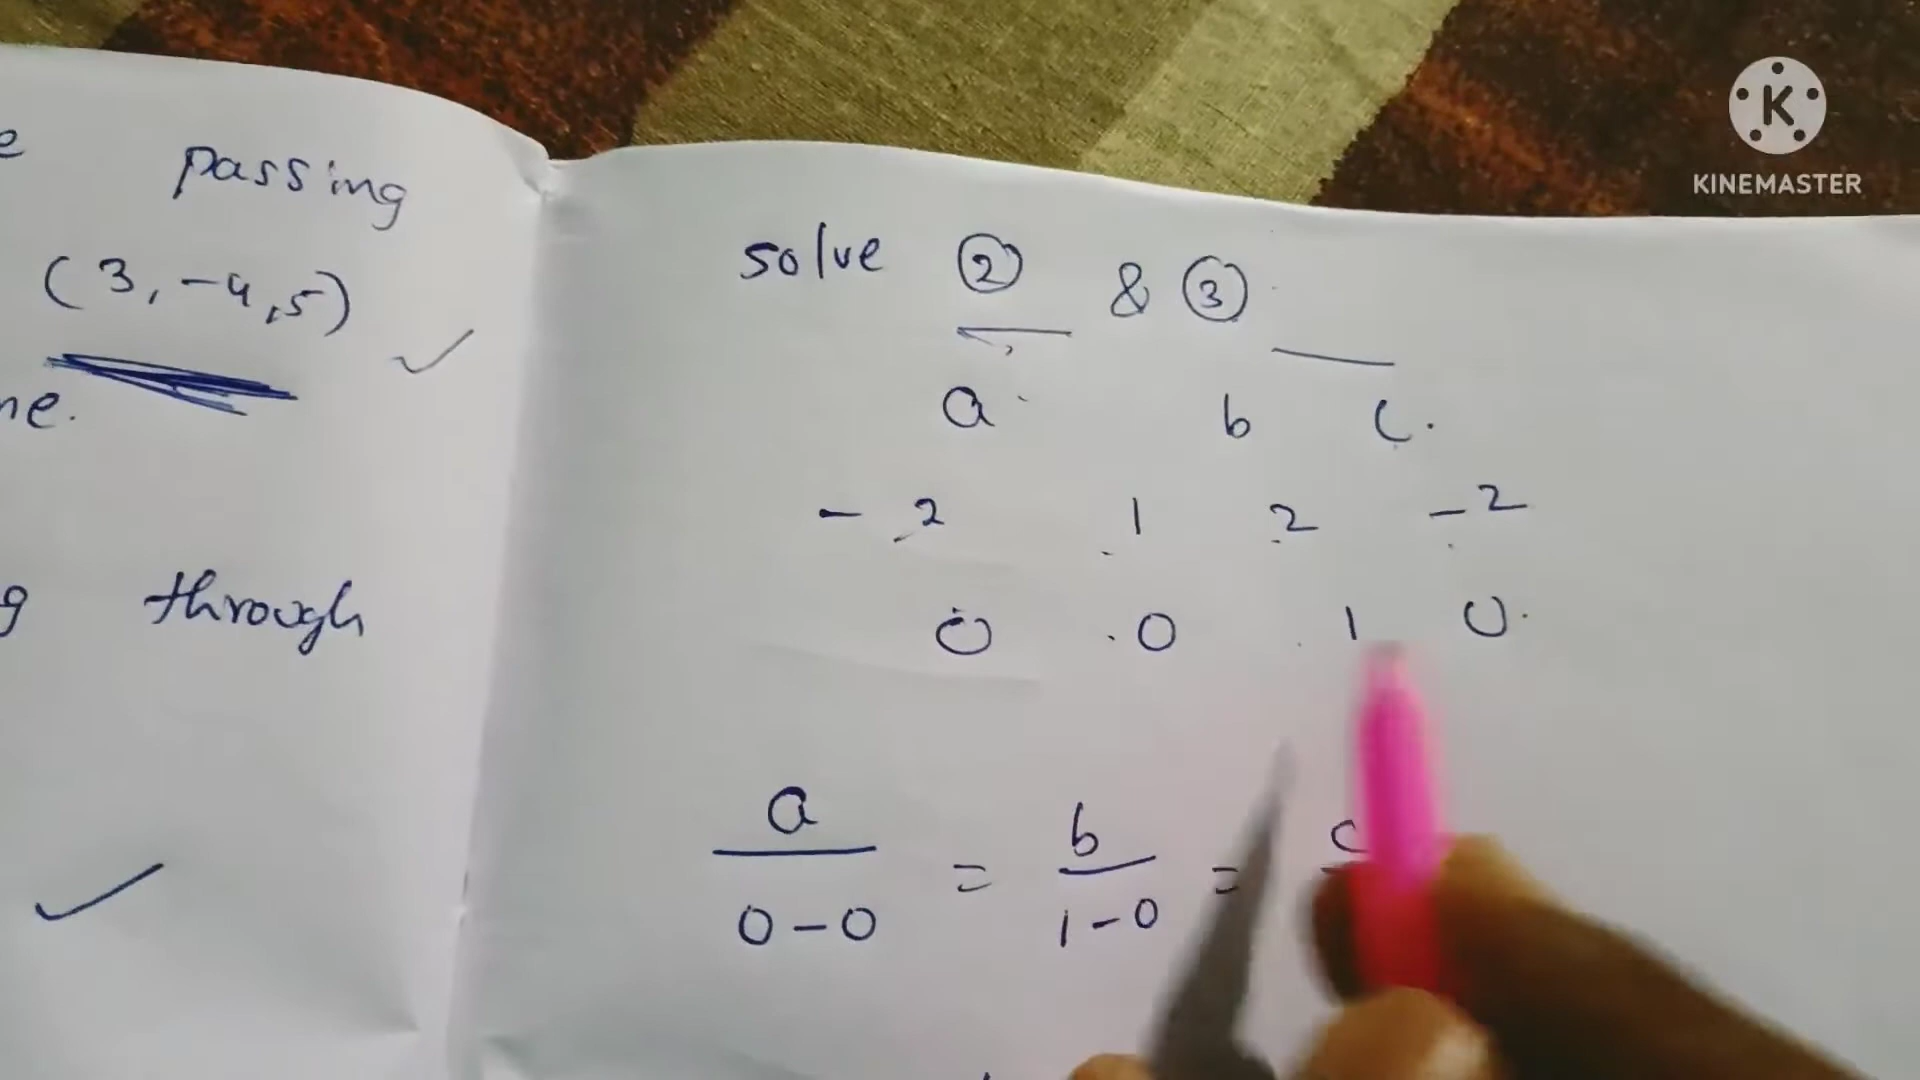 passing
(3, -4, 5)
ne.
g through
solve ② & ③
a b c.
- 2 1 2 -2
0 0 1 0
a/0-0 = b/1-0 = c
KINEMASTER